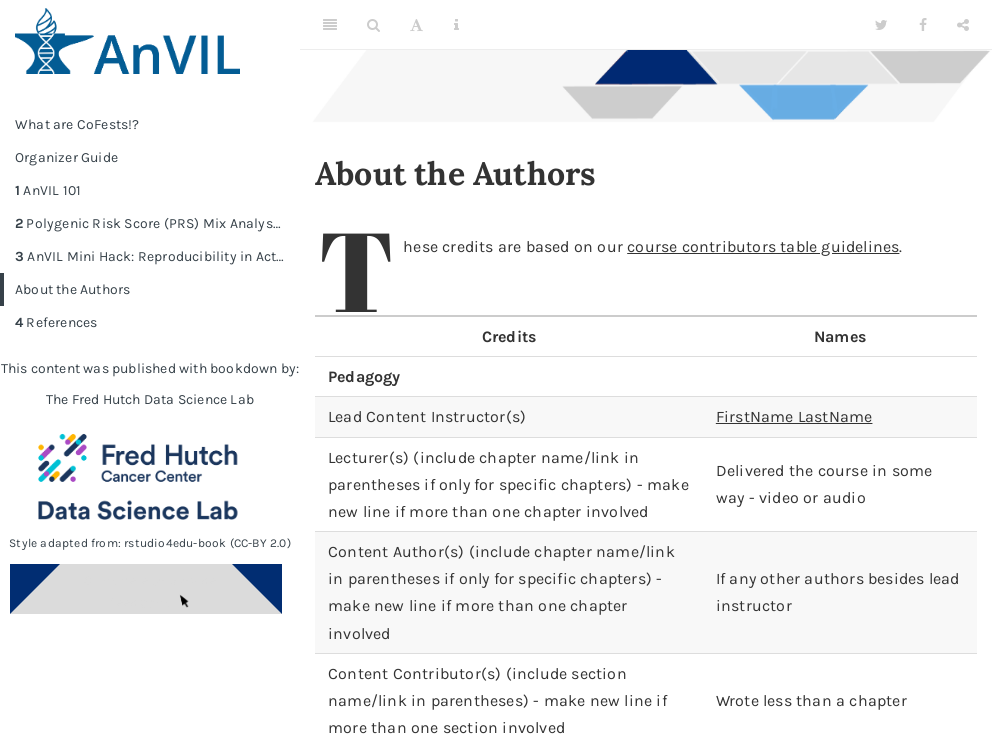 AnVIL
What are CoFests!?
Organizer Guide
1 AnVIL 101
2 Polygenic Risk Score (PRS) Mix Analys...
3 AnVIL Mini Hack: Reproducibility in Act...
About the Authors
4 References
This content was published with bookdown by:
The Fred Hutch Data Science Lab
Fred Hutch
Cancer Center
Data Science Lab
Style adapted from: rstudio4edu-book (CC-BY 2.0)
About the Authors
These credits are based on our course contributors table guidelines.
Credits Names
Pedagogy
Lead Content Instructor(s) FirstName LastName
Lecturer(s) (include chapter name/link in
parentheses if only for specific chapters) - make
new line if more than one chapter involved
Delivered the course in some
way - video or audio
Content Author(s) (include chapter name/link
in parentheses if only for specific chapters) -
make new line if more than one chapter
involved
If any other authors besides lead
instructor
Content Contributor(s) (include section
name/link in parentheses) - make new line if
more than one section involved
Wrote less than a chapter